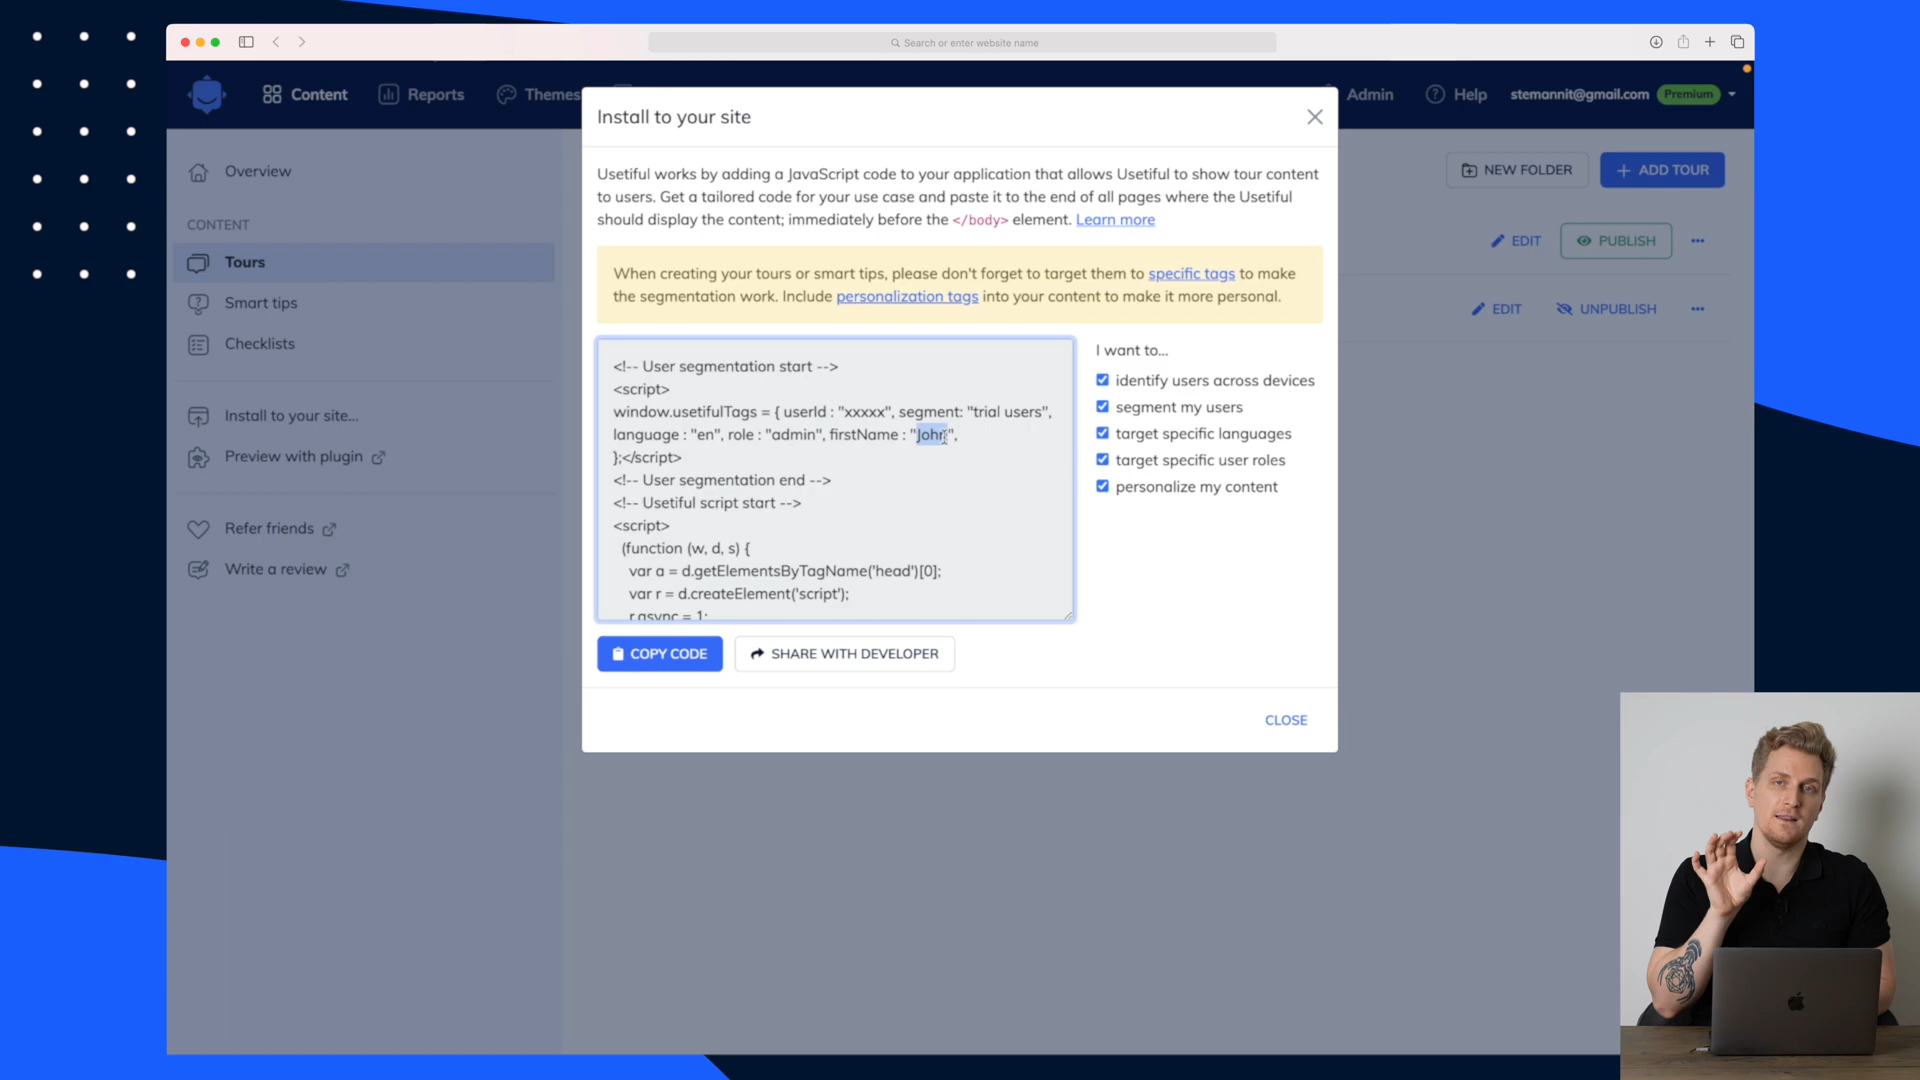 Search or enter website name
Content
Reports
Themes
Admin
Help
stemannit@gmail.com
Premium
Overview
CONTENT
Tours
Smart tips
Checklists
Install to your site...
Preview with plugin
Refer friends
Write a review
NEW FOLDER
ADD TOUR
EDIT
PUBLISH
EDIT
UNPUBLISH
Install to your site
Usetiful works by adding a JavaScript code to your application that allows Usetiful to show tour content
to users. Get a tailored code for your use case and paste it to the end of all pages where the Usetiful
should display the content; immediately before the </body> element. Learn more
When creating your tours or smart tips, please don't forget to target them to specific tags to make
the segmentation work. Include personalization tags into your content to make it more personal.
<!-- User segmentation start -->
<script>
window.usetifulTags = { userId : "xxxxx", segment: "trial users",
language : "en", role : "admin", firstName : "John",
};</script>
<!-- User segmentation end -->
<!-- Usetiful script start -->
<script>
(function (w, d, s) {
var a = d.getElementsByTagName('head')[0];
var r = d.createElement('script');
r.async = 1;
I want to...
identify users across devices
segment my users
target specific languages
target specific user roles
personalize my content
COPY CODE
SHARE WITH DEVELOPER
CLOSE